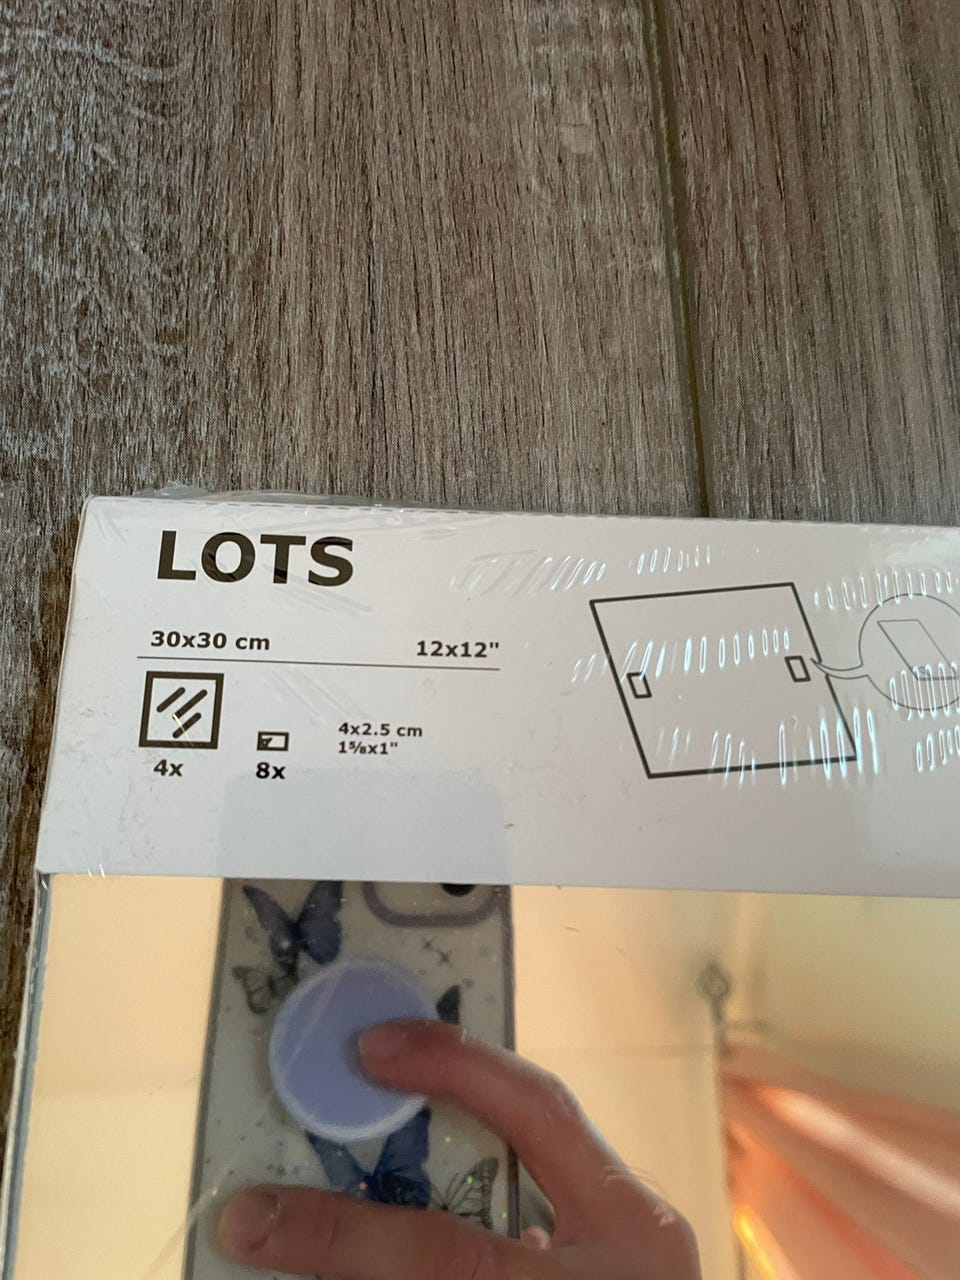 LOTS
30x30 cm 12x12"
4x2.5 cm
1⅝x1"
4x 8x